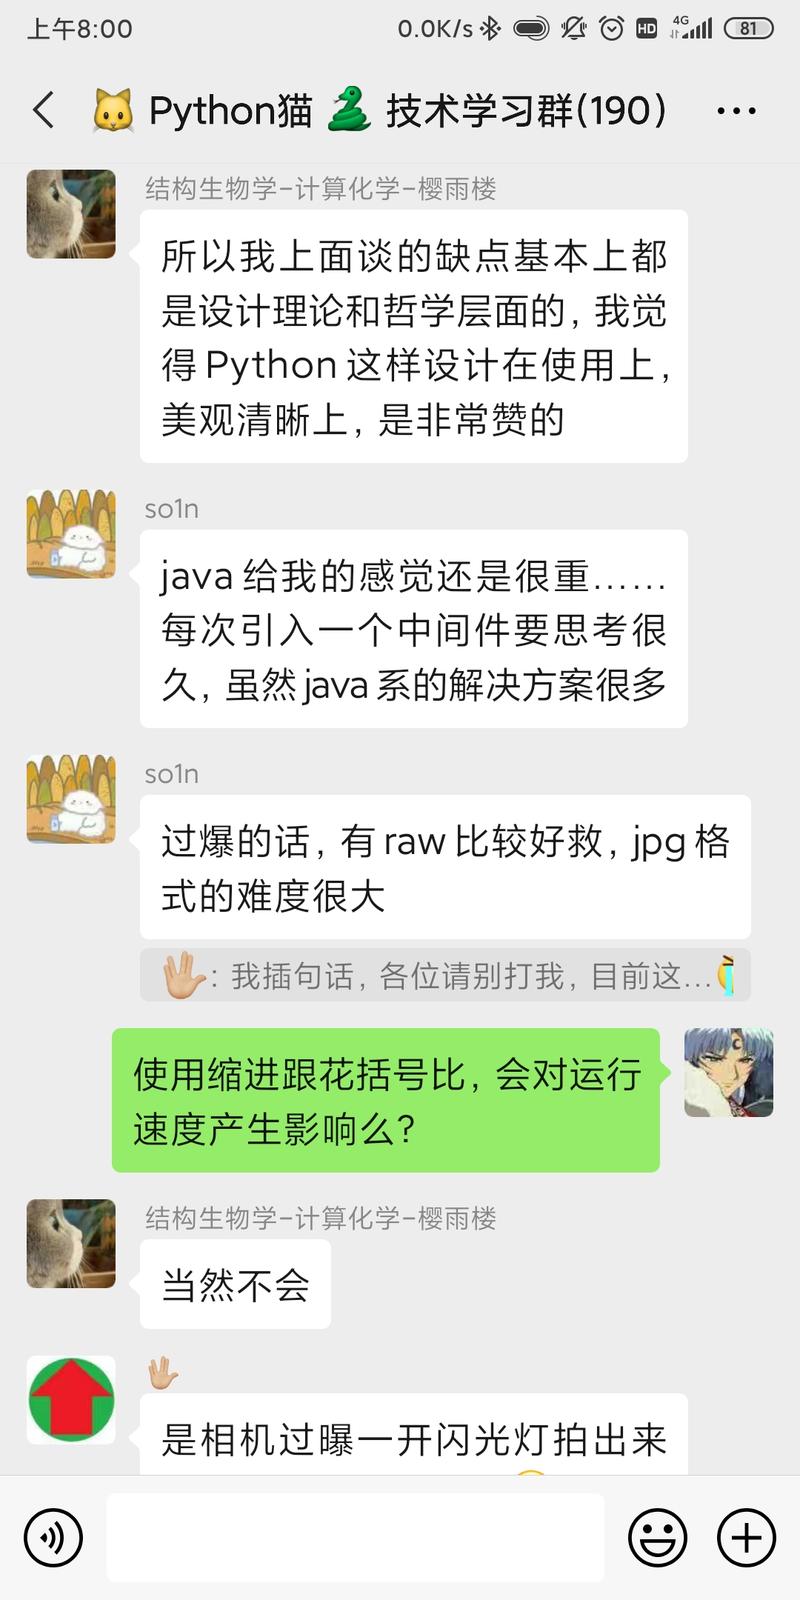 上午8:00
0.0K/s
HD
4G
81
Python猫 技术学习群(190)
结构生物学-计算化学-樱雨楼
所以我上面谈的缺点基本上都
是设计理论和哲学层面的,我觉
得Python这样设计在使用上,
美观清晰上,是非常赞的
so1n
java给我的感觉还是很重……
每次引入一个中间件要思考很
久,虽然java系的解决方案很多
so1n
过爆的话,有raw比较好救,jpg格
式的难度很大
: 我插句话,各位请别打我,目前这...
使用缩进跟花括号比,会对运行
速度产生影响么?
结构生物学-计算化学-樱雨楼
当然不会
是相机过曝一开闪光灯拍出来